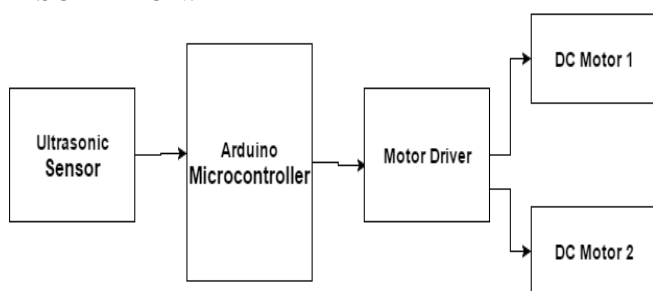 Ultrasonic
Sensor
Arduino
Microcontroller
Motor Driver
DC Motor 1
DC Motor 2